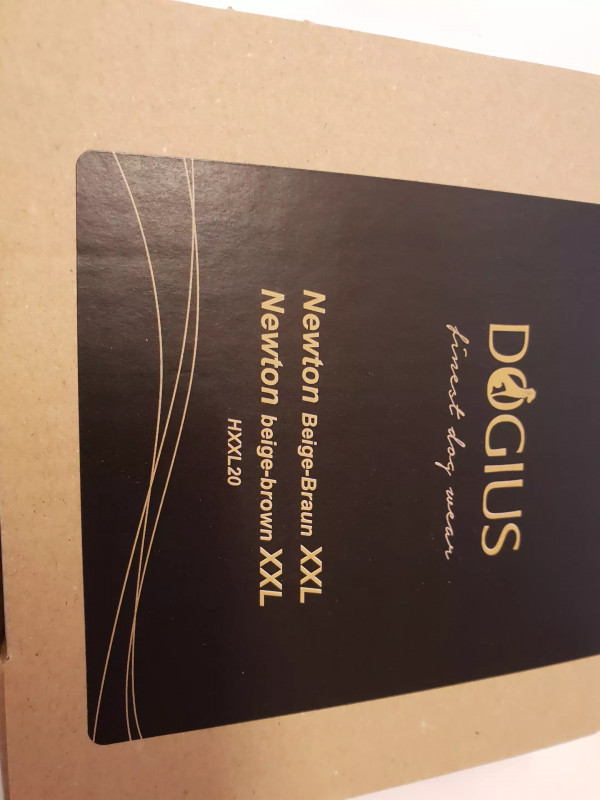 DOGIUS
finest dog wear
Newton Beige-Braun XXL
Newton beige-brown XXL
HXXL20